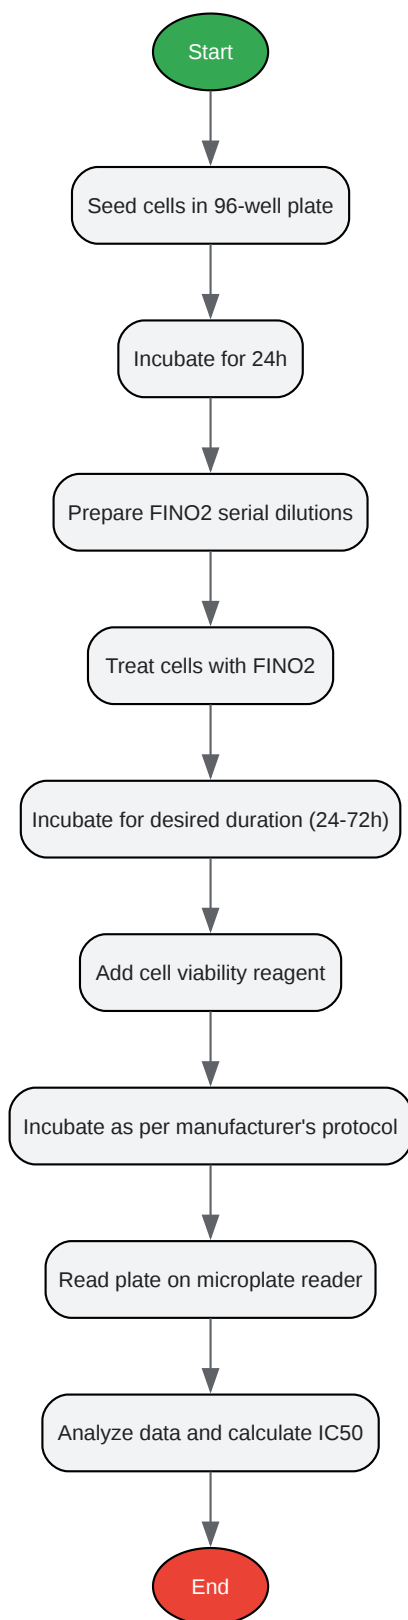 Start
Seed cells in 96-well plate
Incubate for 24h
Prepare FINO2 serial dilutions
Treat cells with FINO2
Incubate for desired duration (24-72h)
Add cell viability reagent
Incubate as per manufacturer's protocol
Read plate on microplate reader
Analyze data and calculate IC50
End